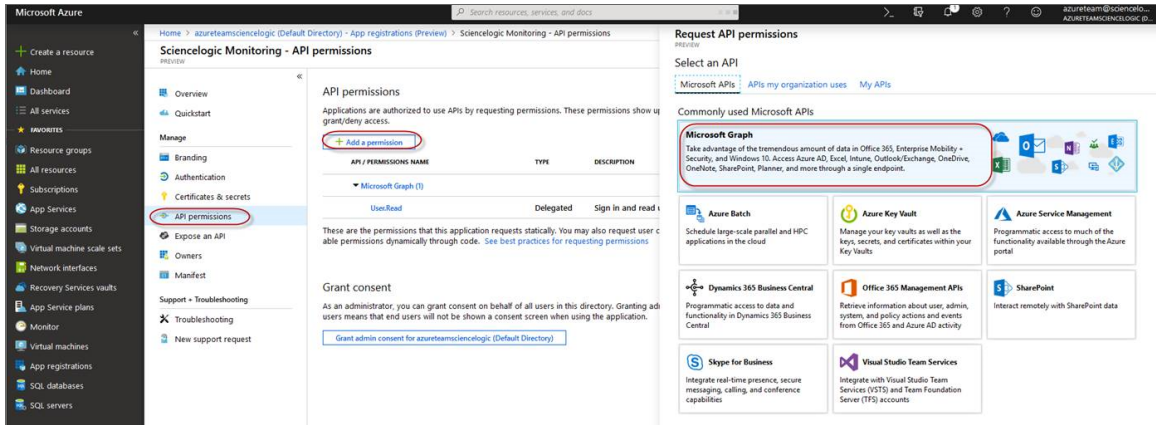 Microsoft Azure
Search resources, services, and docs
azureteam@sciencelo...
AZURETEAMSCIENCELOGIC (D...
Create a resource
Home
Dashboard
All services
FAVORITES
Resource groups
All resources
Subscriptions
App Services
Storage accounts
Virtual machine scale sets
Network interfaces
Recovery Services vaults
App Service plans
Monitor
Virtual machines
App registrations
SQL databases
SQL servers
Home > azureteamsciencelogic (Default Directory) - App registrations (Preview) > Sciencelogic Monitoring - API permissions
Sciencelogic Monitoring - API permissions
PREVIEW
Overview
Quickstart
Manage
Branding
Authentication
Certificates & secrets
API permissions
Expose an API
Owners
Manifest
Support + Troubleshooting
Troubleshooting
New support request
API permissions
Applications are authorized to use APIs by requesting permissions. These permissions show up
grant/deny access.
+ Add a permission
API / PERMISSIONS NAME TYPE DESCRIPTION
Microsoft Graph (1)
User.Read Delegated Sign in and read u
These are the permissions that this application requests statically. You may also request user c
able permissions dynamically through code. See best practices for requesting permissions
Grant consent
As an administrator, you can grant consent on behalf of all users in this directory. Granting adr
users means that end users will not be shown a consent screen when using the application.
Grant admin consent for azureteamsciencelogic (Default Directory)
Request API permissions
PREVIEW
Select an API
Microsoft APIs APIs my organization uses My APIs
Commonly used Microsoft APIs
Microsoft Graph
Take advantage of the tremendous amount of data in Office 365, Enterprise Mobility +
Security, and Windows 10. Access Azure AD, Excel, Intune, Outlook/Exchange, OneDrive,
OneNote, SharePoint, Planner, and more through a single endpoint.
Azure Batch
Schedule large-scale parallel and HPC
applications in the cloud
Azure Key Vault
Manage your key vaults as well as the
keys, secrets, and certificates within your
Key Vaults
Azure Service Management
Programmatic access to much of the
functionality available through the Azure
portal
Dynamics 365 Business Central
Programmatic access to data and
functionality in Dynamics 365 Business
Central
Office 365 Management APIs
Retrieve information about user, admin,
system, and policy actions and events
from Office 365 and Azure AD activity
SharePoint
Interact remotely with SharePoint data
Skype for Business
Integrate real-time presence, secure
messaging, calling, and conference
capabilities
Visual Studio Team Services
Integrate with Visual Studio Team
Services (VSTS) and Team Foundation
Server (TFS) accounts